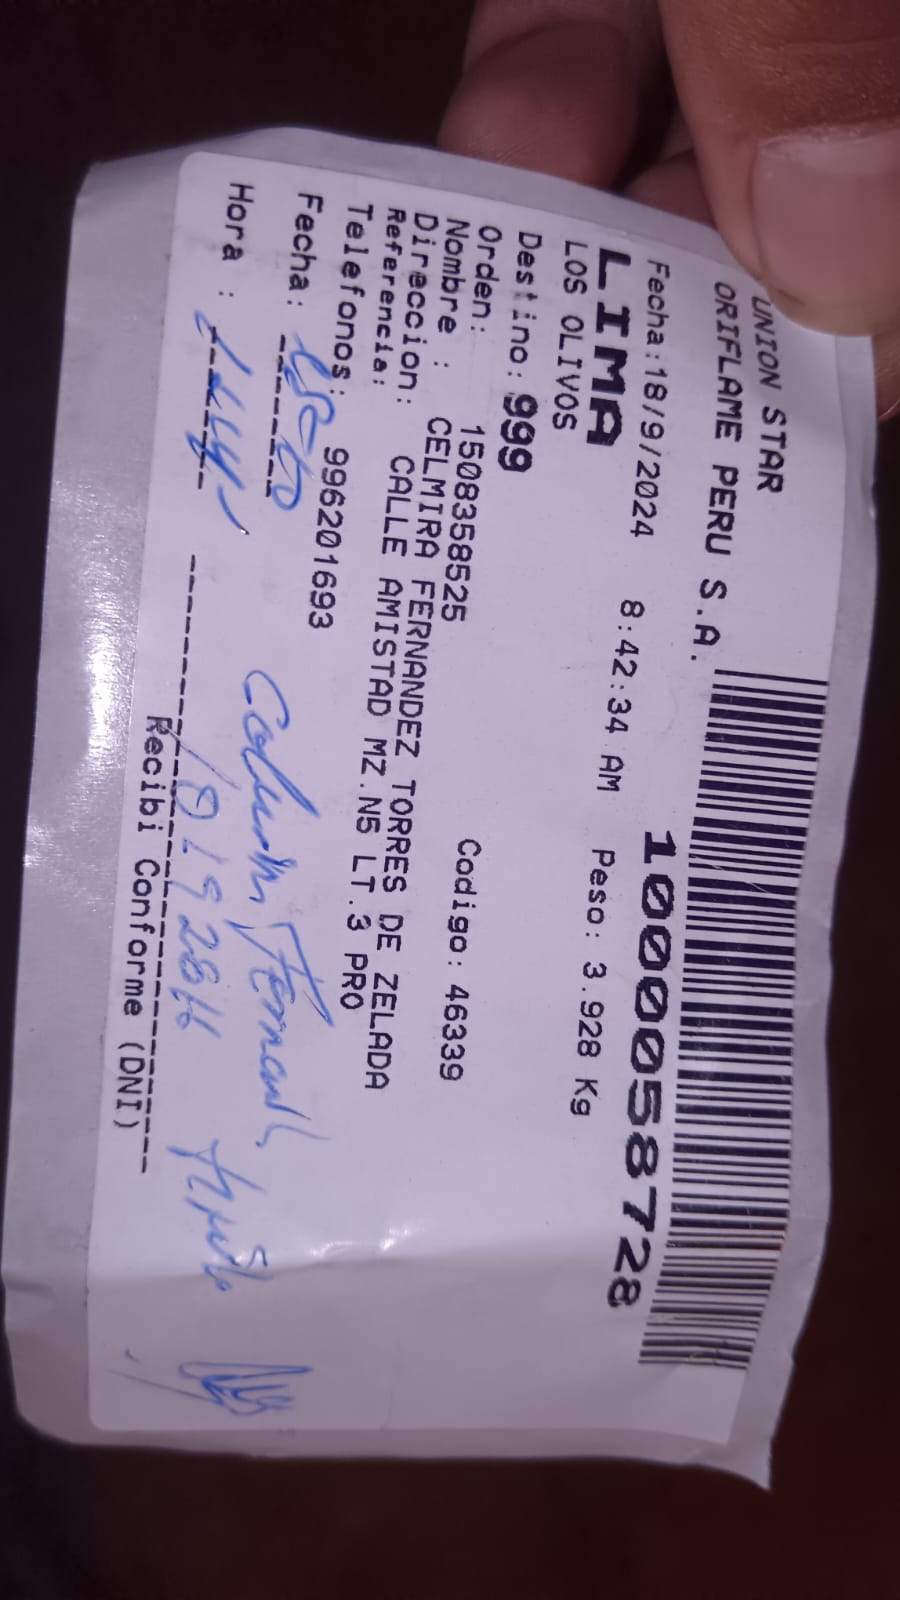 UNION STAR
ORIFLAME PERU S.A.
1000058728
Fecha:18/9/2024 8:42:34 AM Peso: 3.928 Kg
LIMA
LOS OLIVOS
Destino: 999
Orden: 1508358525 Codigo: 46339
Nombre : CELMIRA FERNANDEZ TORRES DE ZELADA
Direccion: CALLE AMISTAD MZ.N5 LT.3 PRO
Referencia:
Telefonos: 996201693
Fecha:
Hora :
Recibi Conforme (DNI)